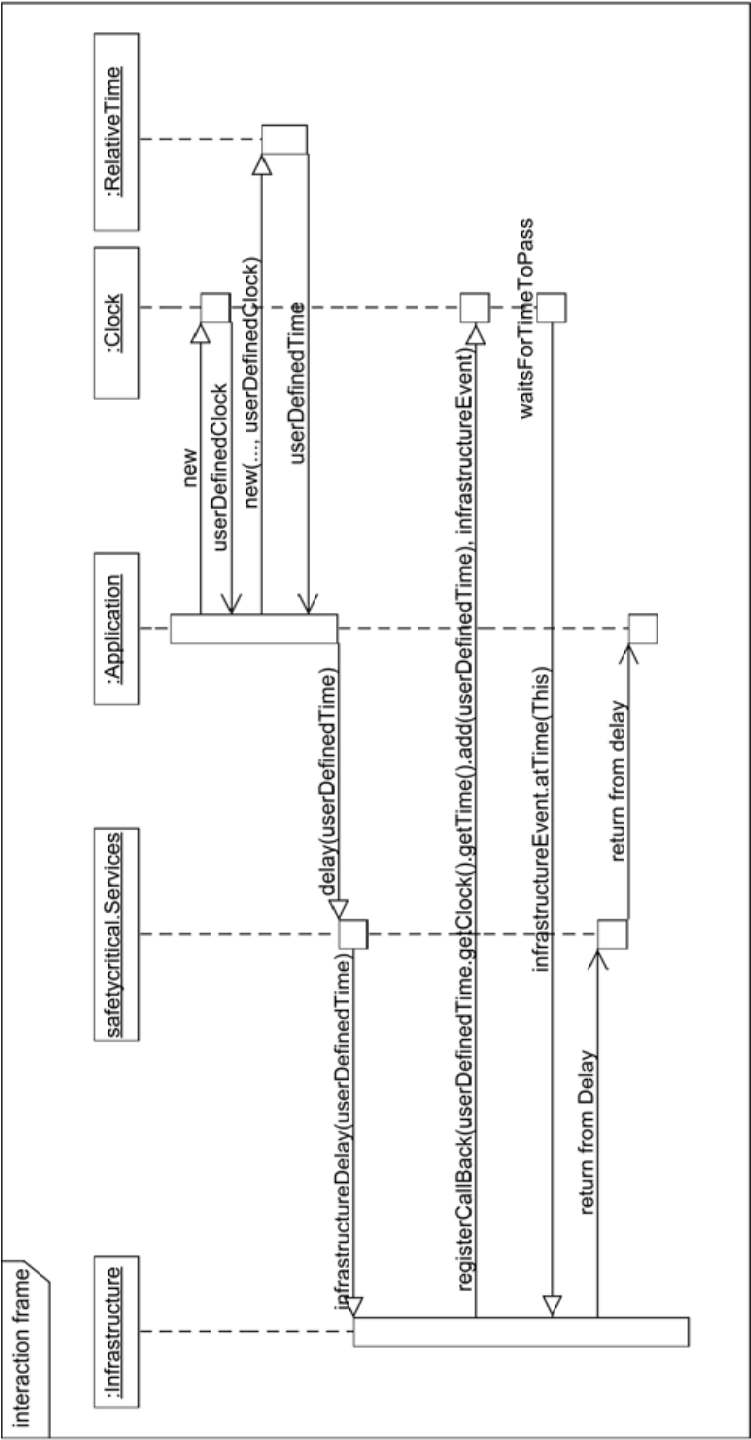 interaction frame
:Infrastructure
safetycritical.Services
:Application
:Clock
:RelativeTime
new
userDefinedClock
new(..., userDefinedClock)
userDefinedTime
delay(userDefinedTime)
infrastructureDelay(userDefinedTime)
registerCallBack(userDefinedTime.getClock().getTime().add(userDefinedTime), infrastructureEvent)
waitsForTimeToPass
infrastructureEvent.atTime(This)
return from Delay
return from delay